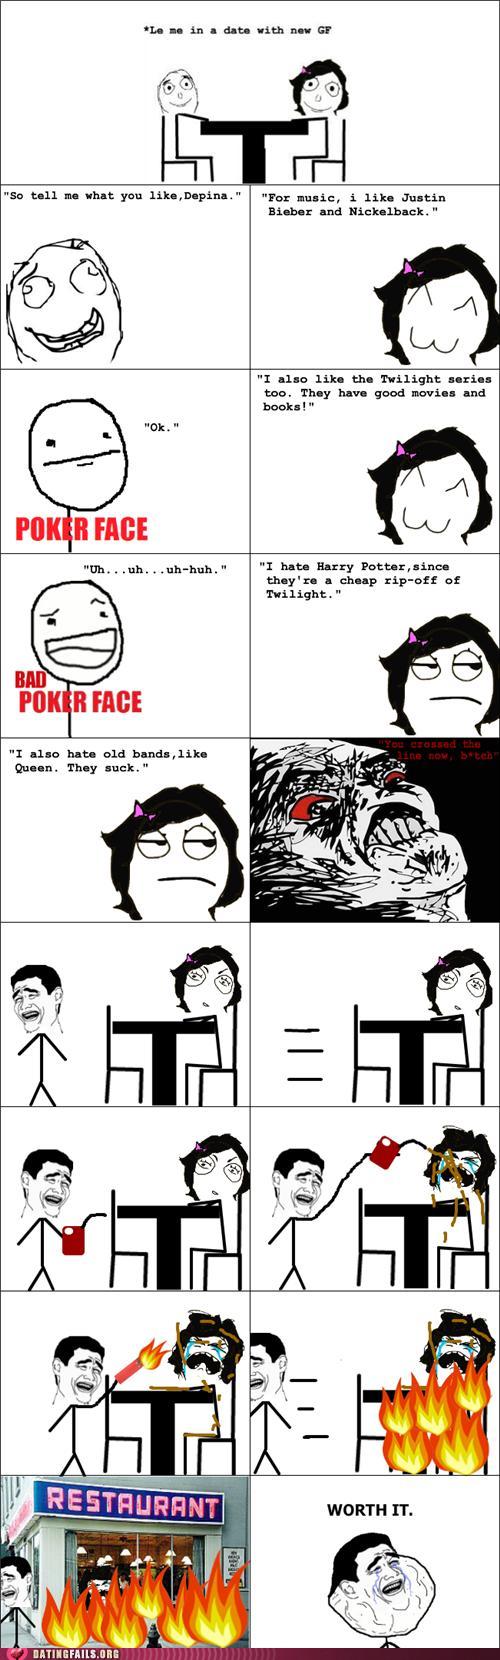 *Le me in a date with new GF
"So tell me what you like,Depina."
"For music, i like Justin
Bieber and Nickelback."
"Ok."
POKER FACE
"I also like the Twilight series
too. They have good movies and
books!"
"Uh...uh...uh-huh."
BAD
POKER FACE
"I hate Harry Potter,since
they're a cheap rip-off of
Twilight."
"I also hate old bands,like
Queen. They suck."
"You crossed the
line now, b*tch"
RESTAURANT
WORTH IT.
DATINGFAILS.ORG